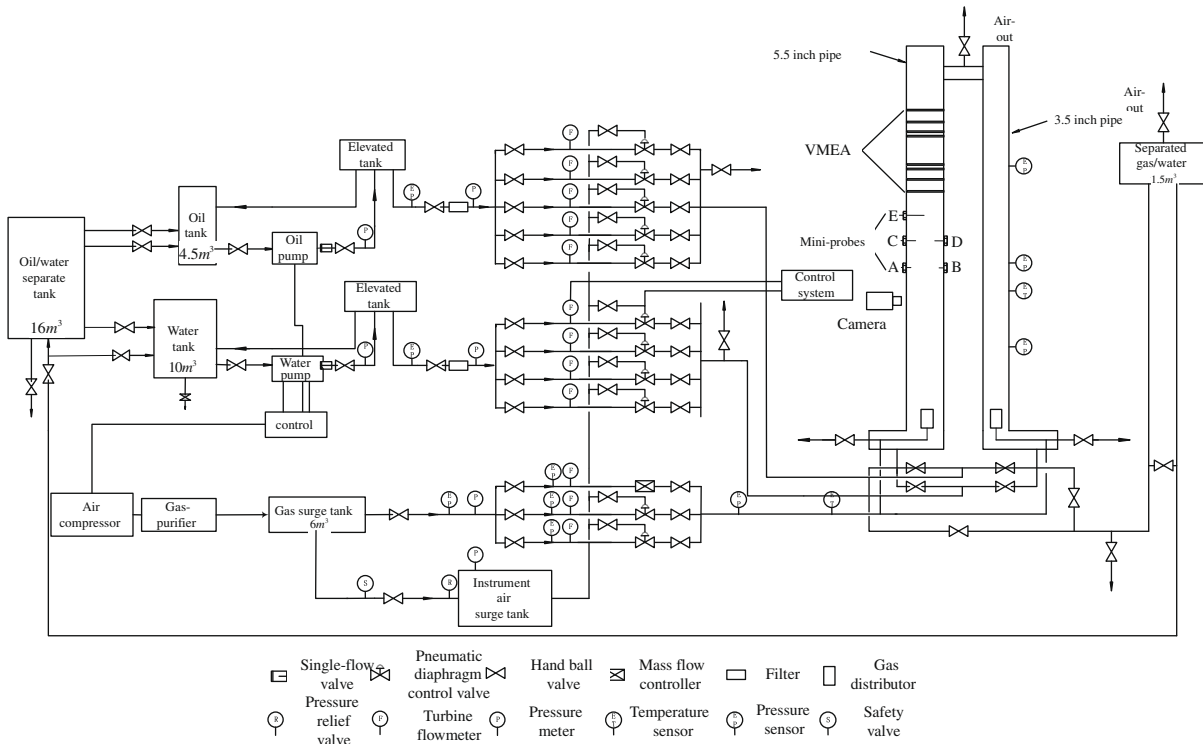 Air-
out
5.5 inch pipe
Air-
out
3.5 inch pipe
Separated
gas/water
1.5m³
VMEA
Mini-probes
E
C
D
A
B
Camera
Control
system
Elevated
tank
Oil
tank
4.5m³
Oil
pump
Oil/water
separate
tank
16m³
Elevated
tank
Water
tank
10m³
Water
pump
control
Air
compressor
Gas-
purifier
Gas surge tank
6m³
Instrument
air
surge tank
F
F
F
F
F
E P
P
P
F
F
F
F
E P
P
P
E P
F
E P
F
E P
F
E P
P
E P
E T
S
R
P
E P
E P
E T
E P
Single-flow
valve
Pneumatic
diaphragm
control valve
Hand ball
valve
Mass flow
controller
Filter
Gas
distributor
R
Pressure
relief
valve
F
Turbine
flowmeter
P
Pressure
meter
E T
Temperature
sensor
E P
Pressure
sensor
S
Safety
valve